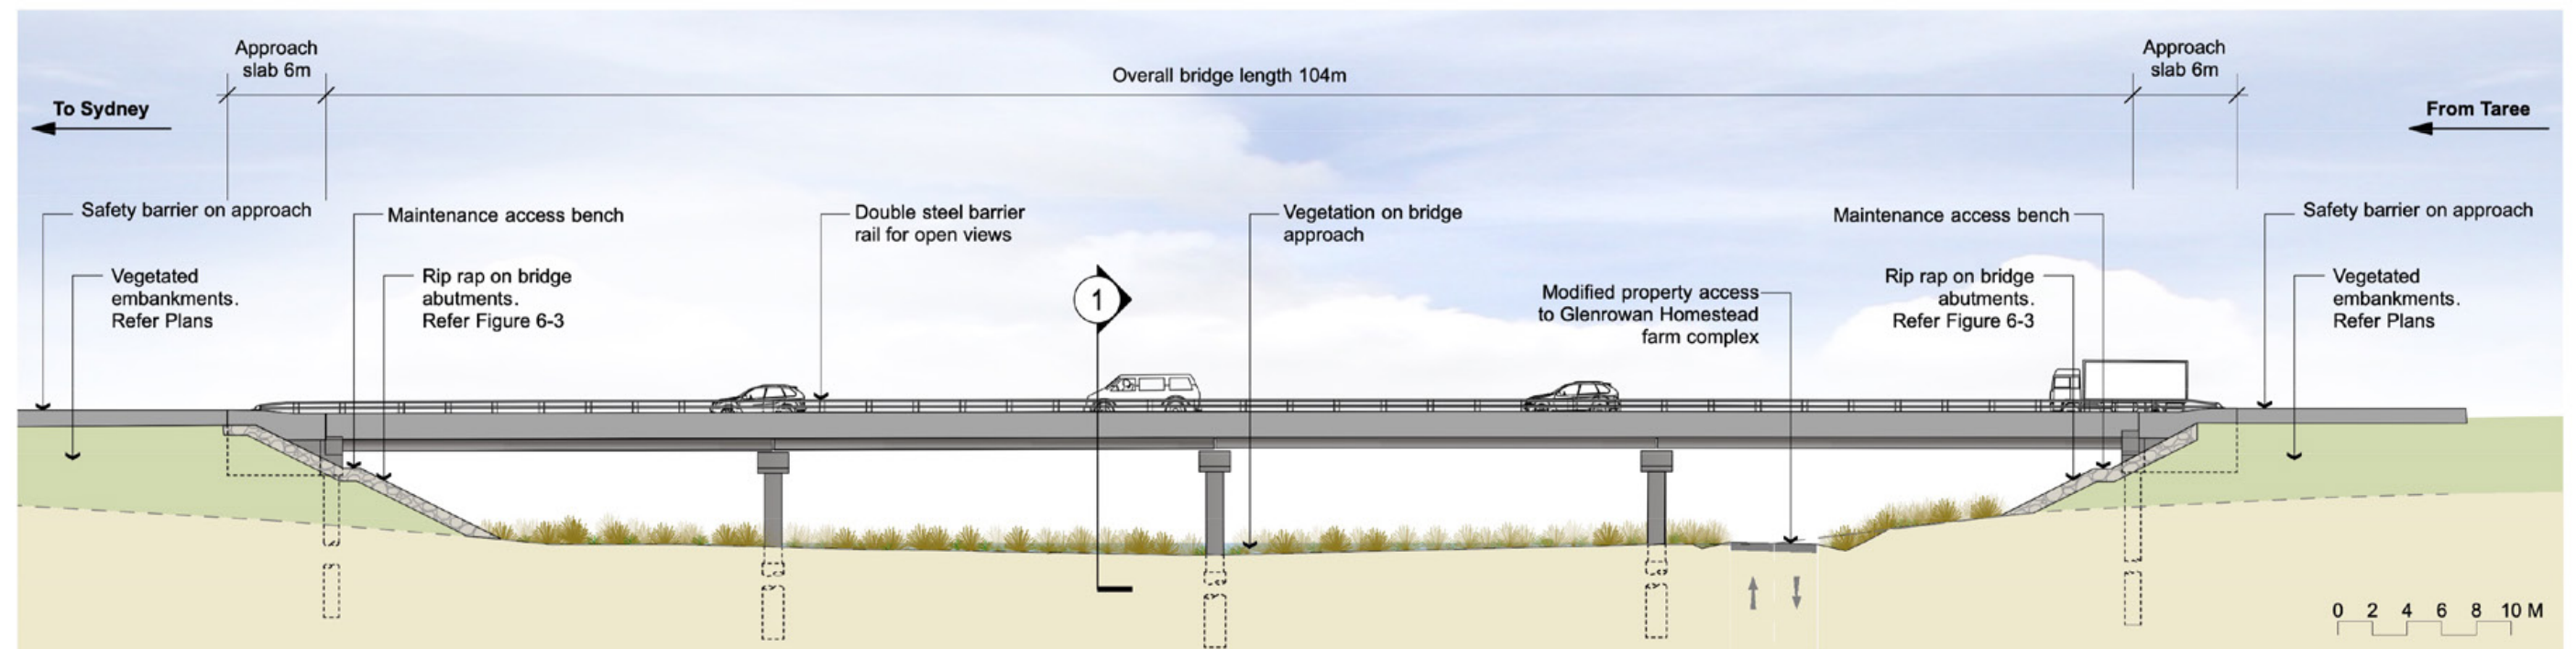 Approach
slab 6m
Overall bridge length 104m
Approach
slab 6m
To Sydney
From Taree
Safety barrier on approach
Maintenance access bench
Double steel barrier
rail for open views
Vegetation on bridge
approach
Maintenance access bench
Safety barrier on approach
Vegetated
embankments.
Refer Plans
Rip rap on bridge
abutments.
Refer Figure 6-3
1
Modified property access
to Glenrowan Homestead
farm complex
Rip rap on bridge
abutments.
Refer Figure 6-3
Vegetated
embankments.
Refer Plans
0 2 4 6 8 10 M